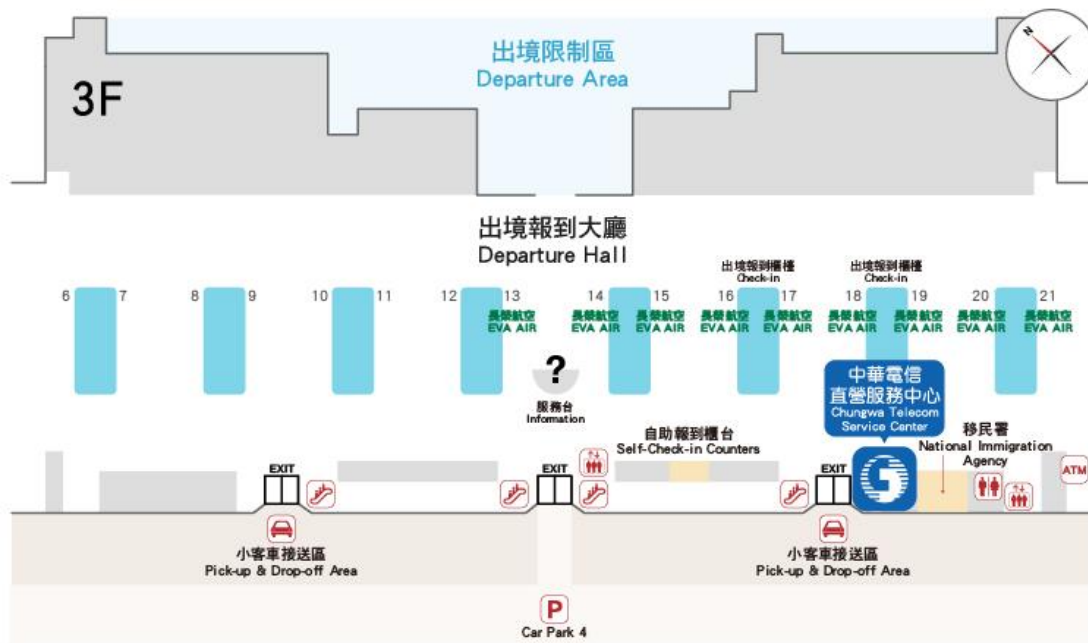 出境限制區
Departure Area
N
3F
出境報到大廳
Departure Hall
出境報到櫃檯
Check-in
出境報到櫃檯
Check-in
6 7 8 9 10 11 12 13 14 15 16 17 18 19 20 21
長榮航空 長榮航空 長榮航空 長榮航空 長榮航空 長榮航空 長榮航空 長榮航空 長榮航空
EVA AIR EVA AIR EVA AIR EVA AIR EVA AIR EVA AIR EVA AIR EVA AIR EVA AIR
?
服務台
Information
中華電信
直營服務中心
Chungwa Telecom
Service Center
自助報到櫃台
Self-Check-in Counters
移民署
National Immigration
Agency
EXIT
EXIT
EXIT
ATM
小客車接送區
Pick-up & Drop-off Area
小客車接送區
Pick-up & Drop-off Area
P
Car Park 4